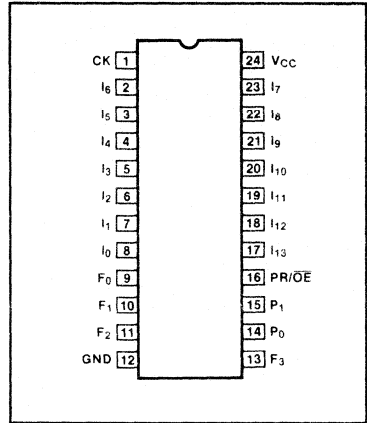 CK 1 24 VCC
I6 2 23 I7
I5 3 22 I8
I4 4 21 I9
I3 5 20 I10
I2 6 19 I11
I1 7 18 I12
I0 8 17 I13
F0 9 16 PR/OE
F1 10 15 P1
F2 11 14 P0
GND 12 13 F3